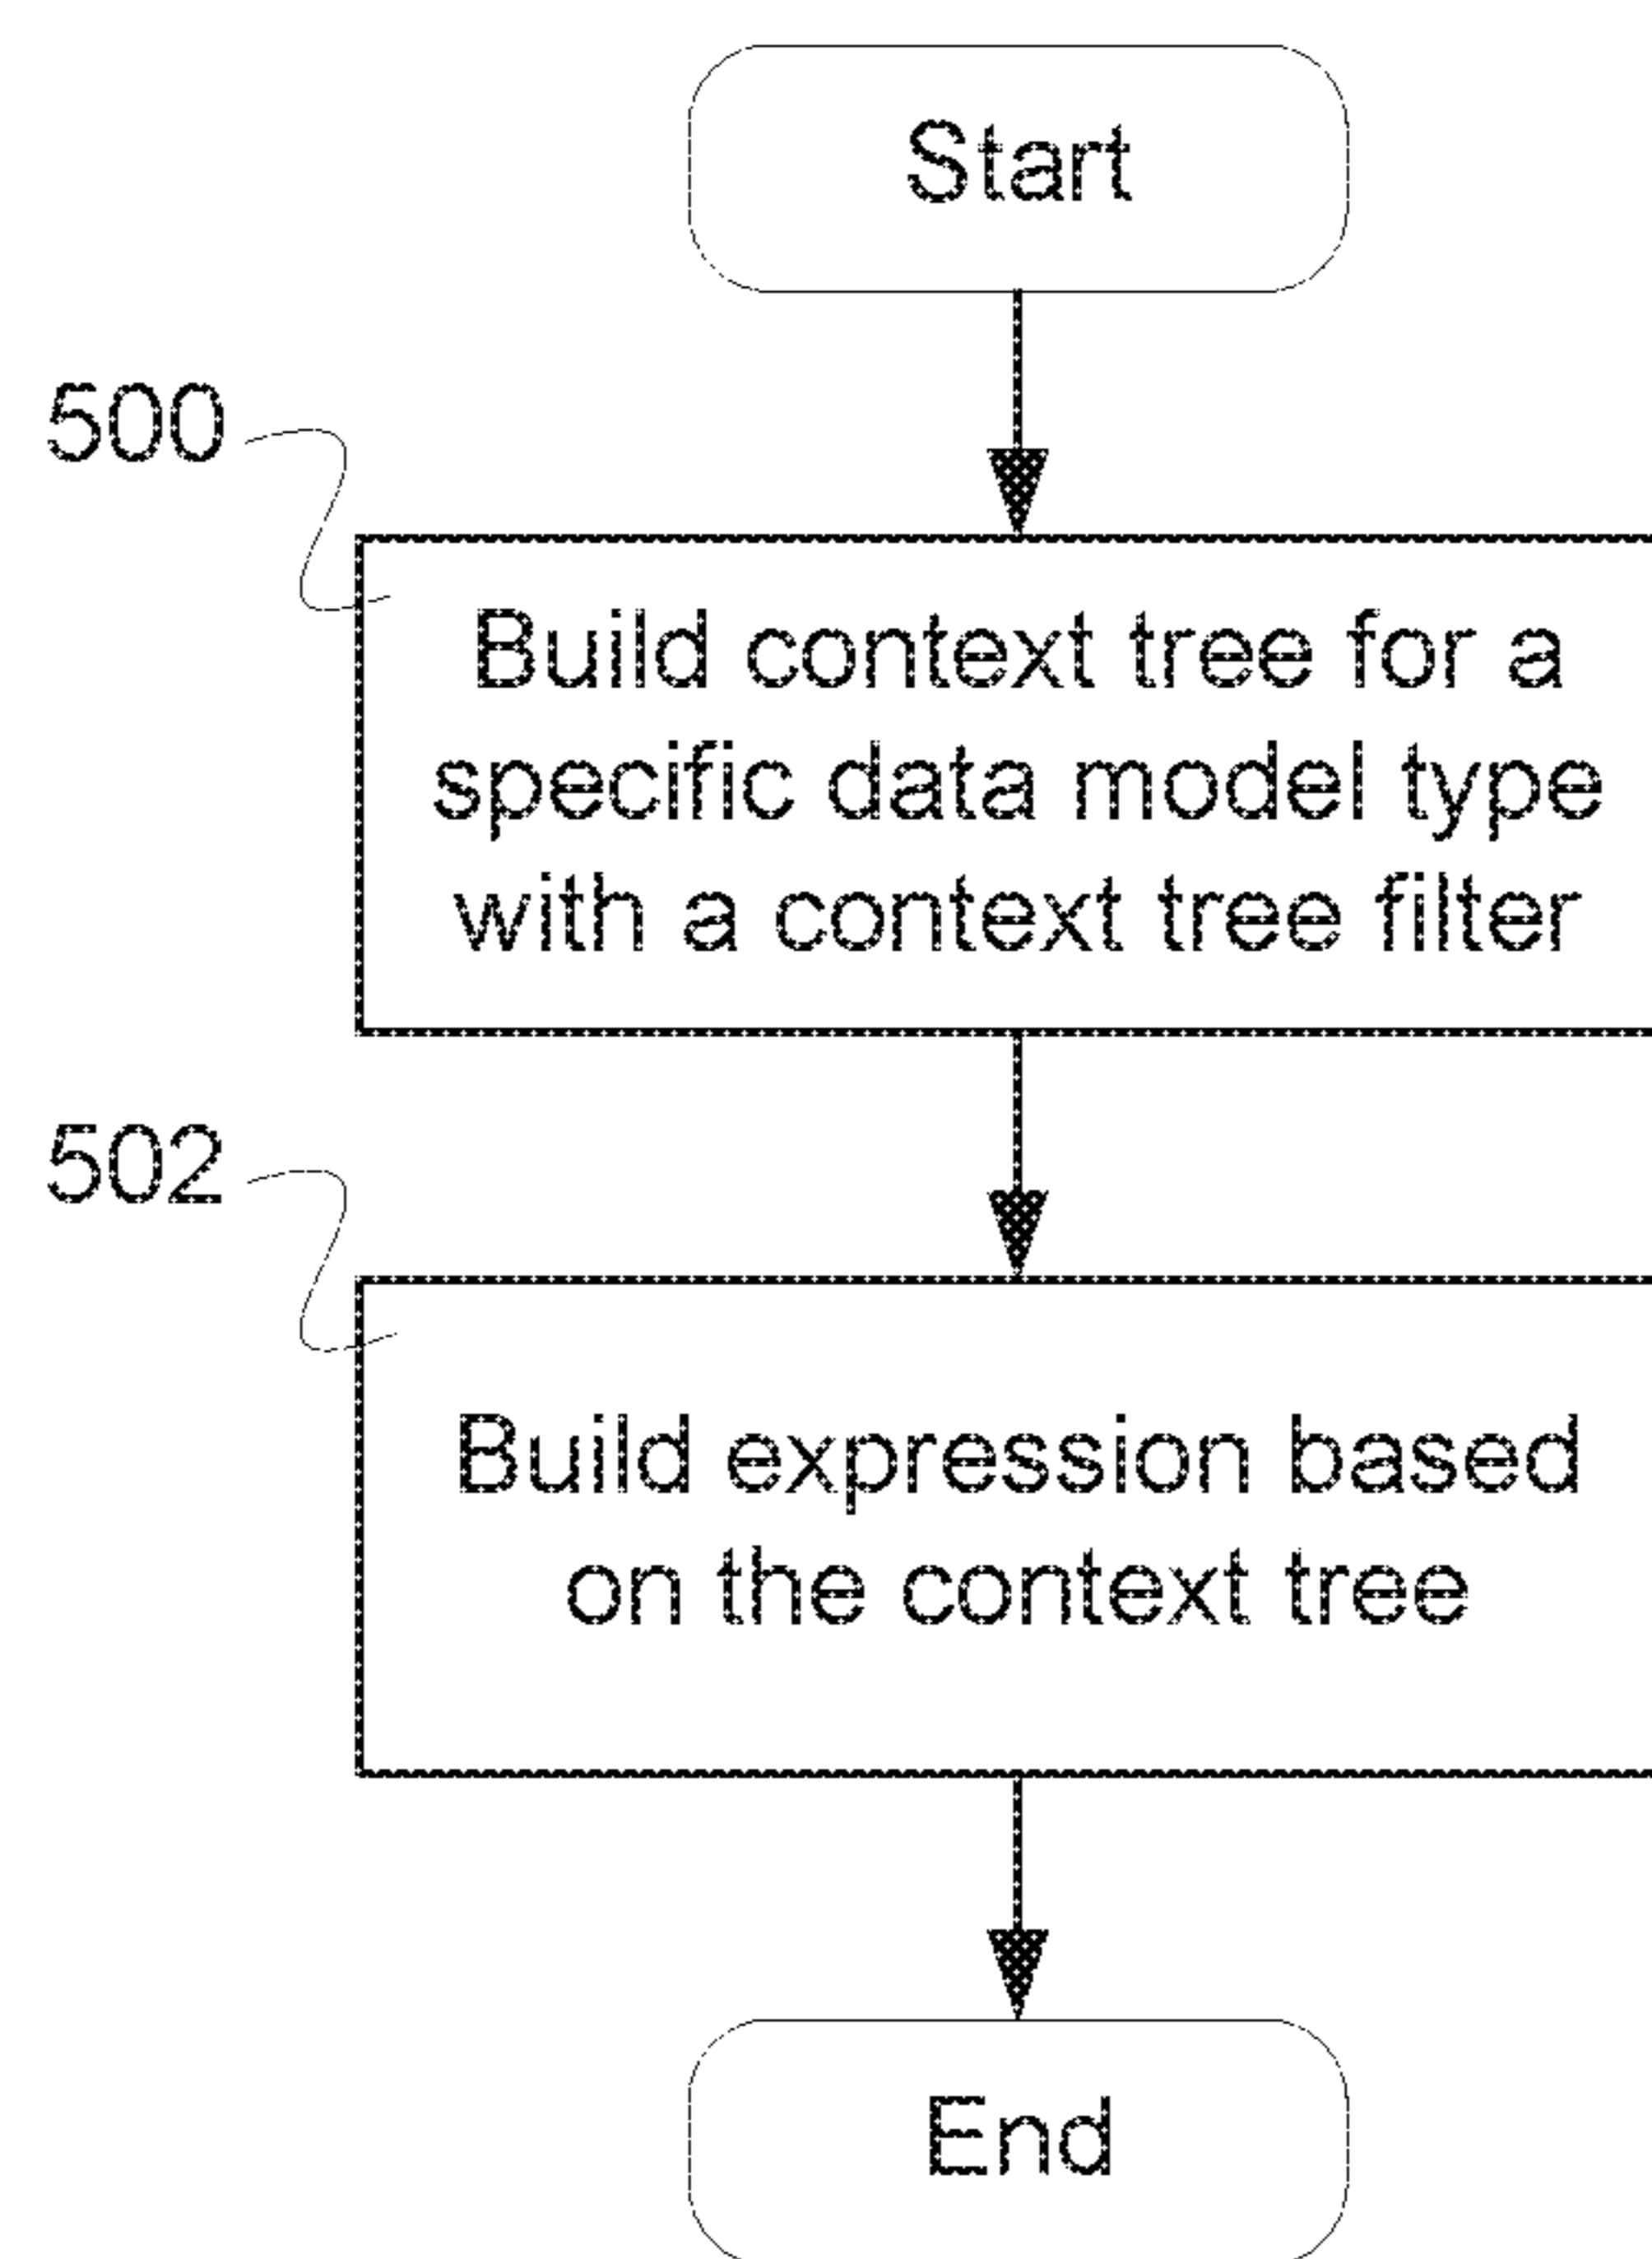 Start
500
Build context tree for a
specific data model type
with a context tree filter
502
Build expression based
on the context tree
End